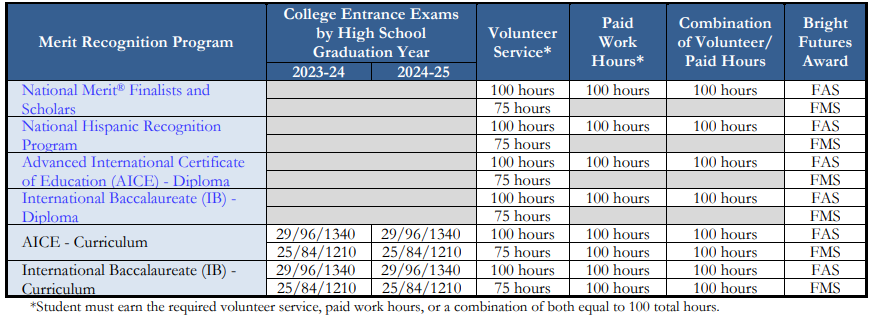 Merit Recognition Program
College Entrance Exams
by High School
Graduation Year
2023-24 2024-25
Volunteer
Service*
Paid
Work
Hours*
Combination
of Volunteer/
Paid Hours
Bright
Futures
Award
National Merit® Finalists and
Scholars
100 hours 100 hours 100 hours FAS
75 hours FMS
National Hispanic Recognition
Program
100 hours 100 hours 100 hours FAS
75 hours FMS
Advanced International Certificate
of Education (AICE) - Diploma
100 hours 100 hours 100 hours FAS
75 hours FMS
International Baccalaureate (IB) -
Diploma
100 hours 100 hours 100 hours FAS
75 hours FMS
AICE - Curriculum
29/96/1340 29/96/1340 100 hours 100 hours 100 hours FAS
25/84/1210 25/84/1210 75 hours 100 hours 100 hours FMS
International Baccalaureate (IB) -
Curriculum
29/96/1340 29/96/1340 100 hours 100 hours 100 hours FAS
25/84/1210 25/84/1210 75 hours 100 hours 100 hours FMS
*Student must earn the required volunteer service, paid work hours, or a combination of both equal to 100 total hours.